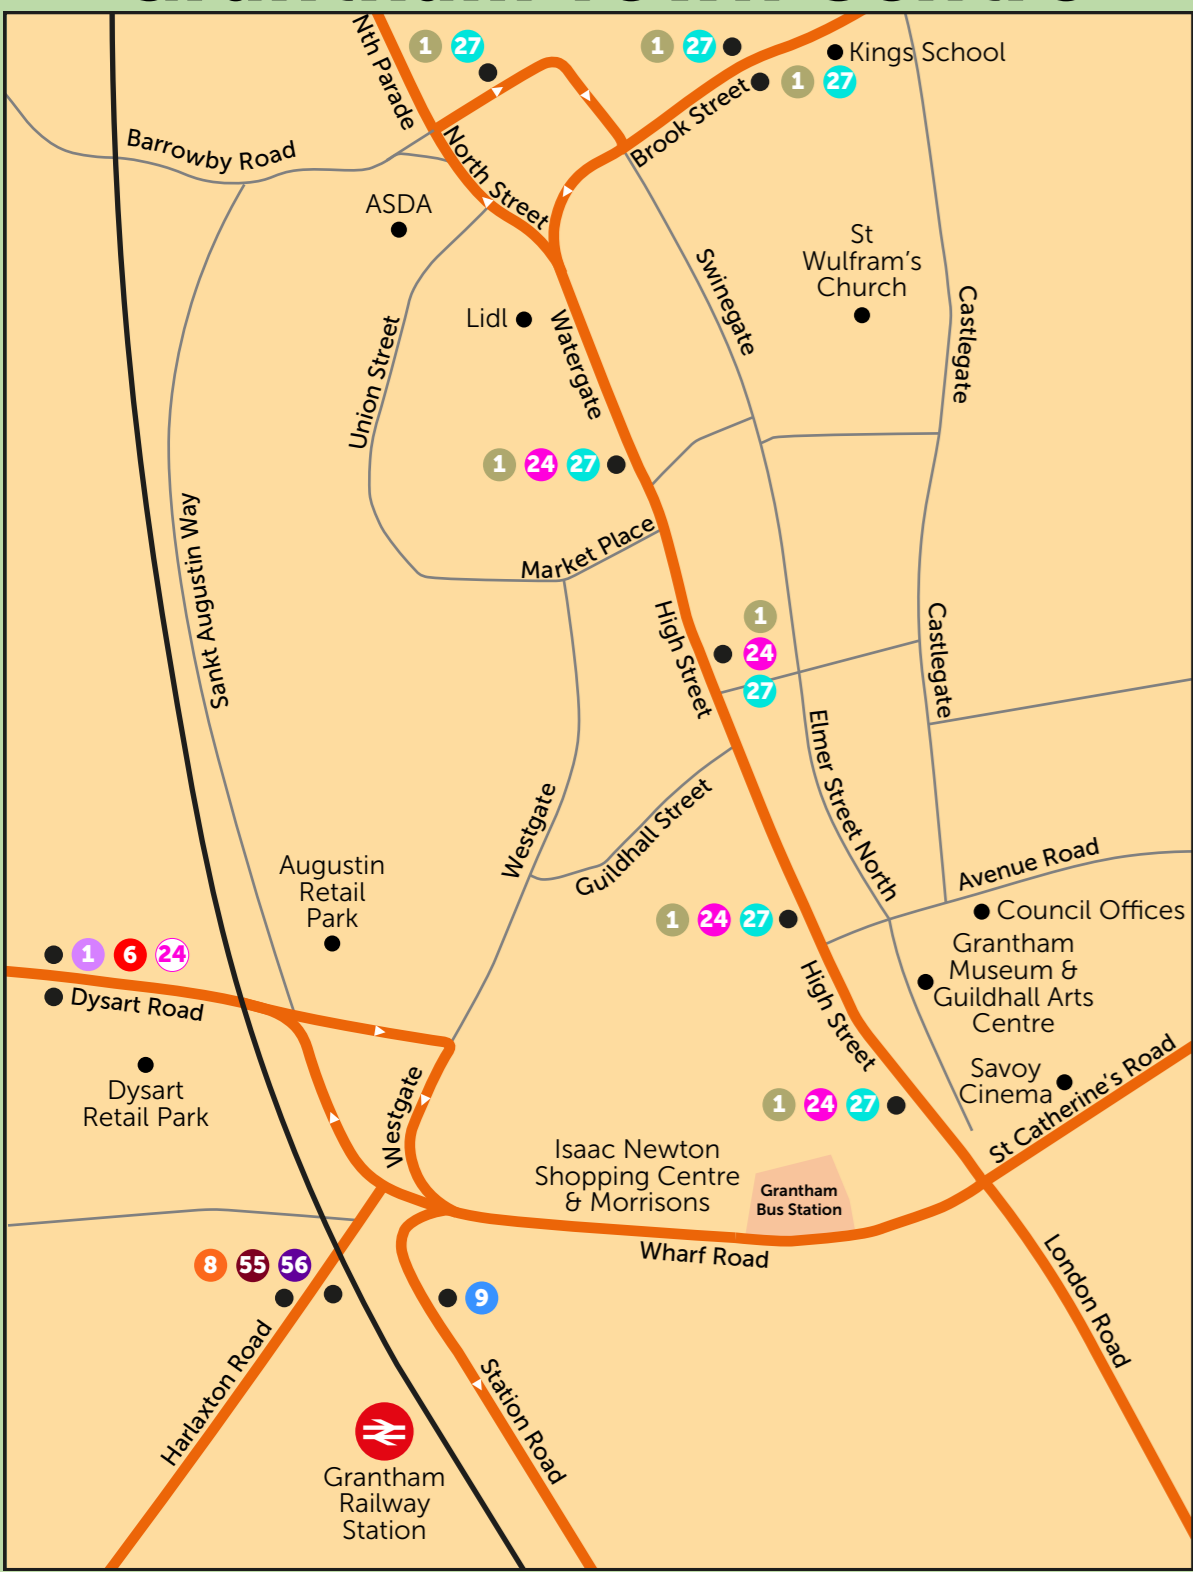 Nth Parade
1 27
1 27
Kings School
1 27
Brook Street
Barrowby Road
North Street
ASDA
St
Wulfram's
Church
Swinegate
Castlegate
Lidl
Watergate
Union Street
1 24 27
Market Place
Sankt Augustin Way
High Street
1
24
27
Castlegate
Elmer Street North
Westgate
Guildhall Street
Avenue Road
Augustin
Retail
Park
1 24 27
Council Offices
Grantham
Museum &
Guildhall Arts
Centre
1 6 24
Dysart Road
High Street
Dysart
Retail Park
Westgate
Savoy
Cinema
St Catherine's Road
1 24 27
Isaac Newton
Shopping Centre
& Morrisons
Grantham
Bus Station
Wharf Road
8 55 56
9
London Road
Harlaxton Road
Station Road
Grantham
Railway
Station